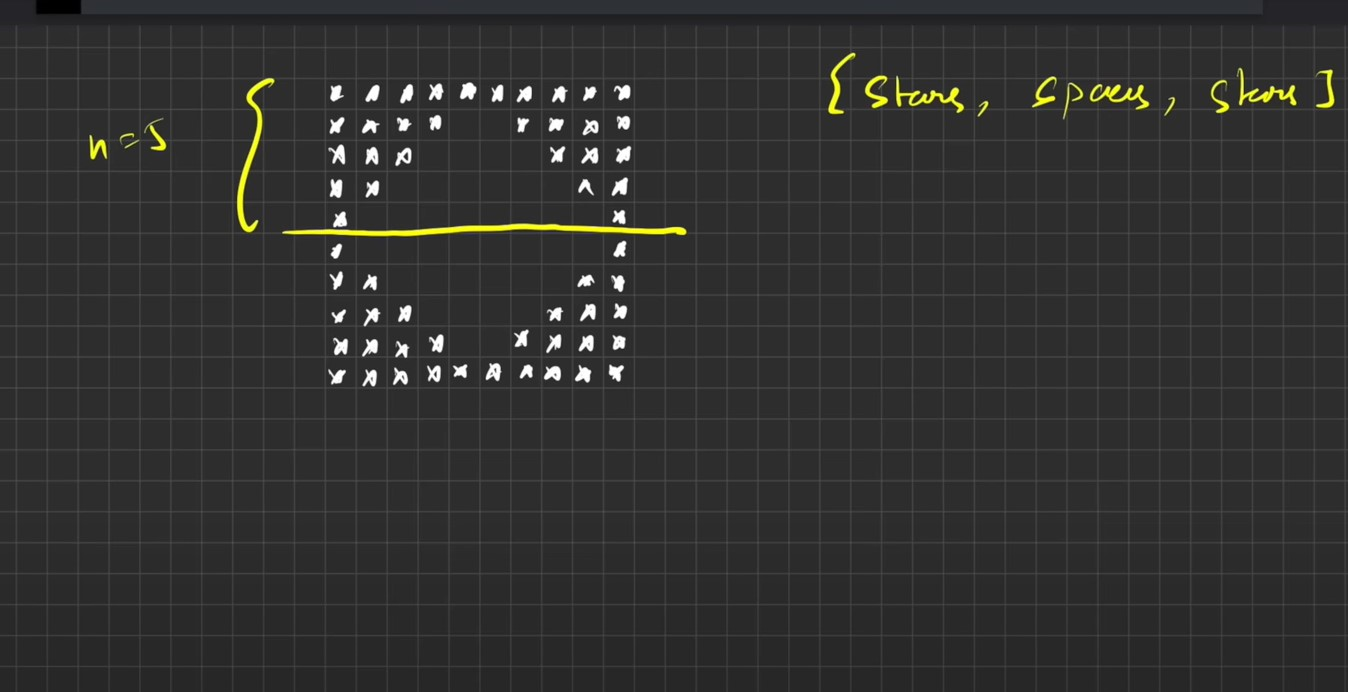 { Stars, spaces, stars ]
n = 5